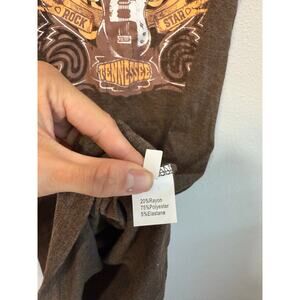 ROCK STAR
TENNESSEE
20%Rayon
75%Polyester
5%Elastane